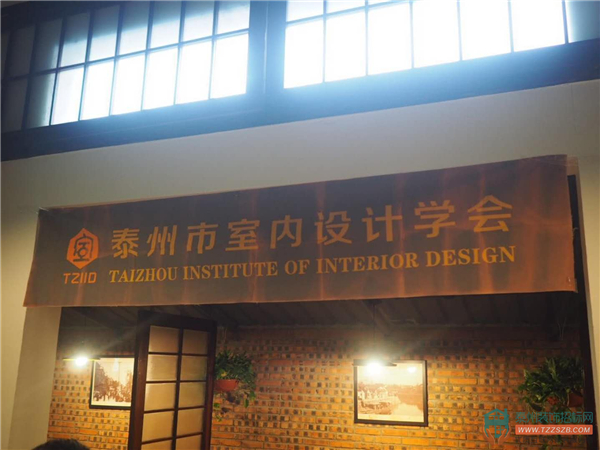 泰州市室内设计学会
TZIID TAIZHOU INSTITUTE OF INTERIOR DESIGN
WWW.TZZSZB.COM